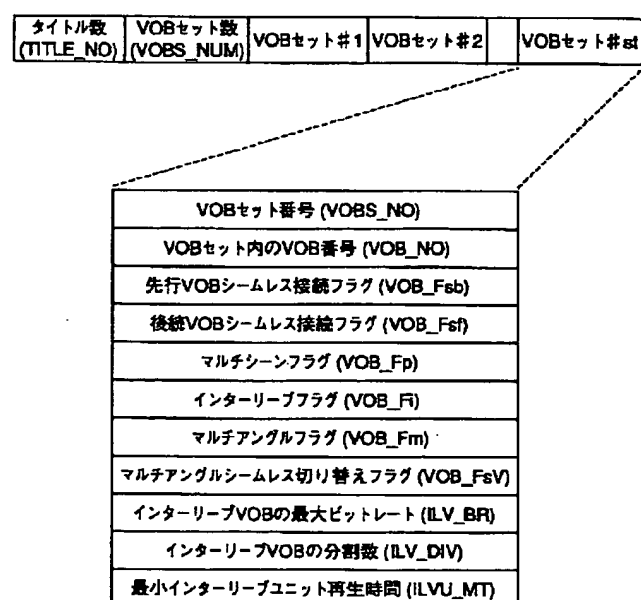 タイトル数
(TITLE_NO)
VOBセット数
(VOBS_NUM)
VOBセット#1
VOBセット#2
VOBセット#st
VOBセット番号 (VOBS_NO)
VOBセット内のVOB番号 (VOB_NO)
先行VOBシームレス接続フラグ (VOB_Fsb)
後続VOBシームレス接続フラグ (VOB_Fsf)
マルチシーンフラグ (VOB_Fp)
インターリーブフラグ (VOB_Fi)
マルチアングルフラグ (VOB_Fm)
マルチアングルシームレス切り替えフラグ (VOB_FsV)
インターリーブVOBの最大ビットレート (ILV_BR)
インターリーブVOBの分割数 (ILV_DIV)
最小インターリーブユニット再生時間 (ILVU_MT)